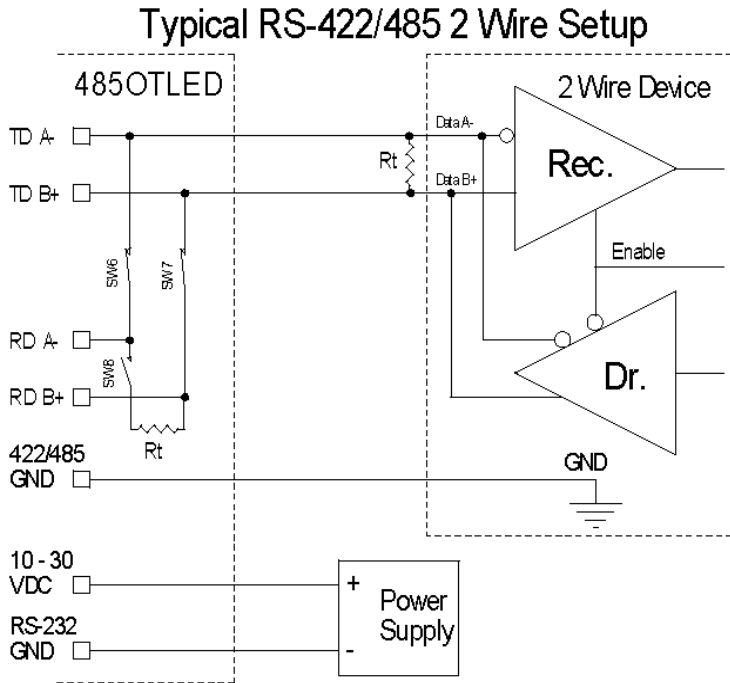 Typical RS-422/485 2 Wire Setup
485OTLED
2 Wire Device
TD A-
Data A-
Rt
Rec.
TD B+
Data B+
Enable
SW6
SW7
RD A-
SW8
Dr.
RD B+
Rt
422/485
GND
GND
10 - 30
VDC
+
Power
Supply
RS-232
GND
-